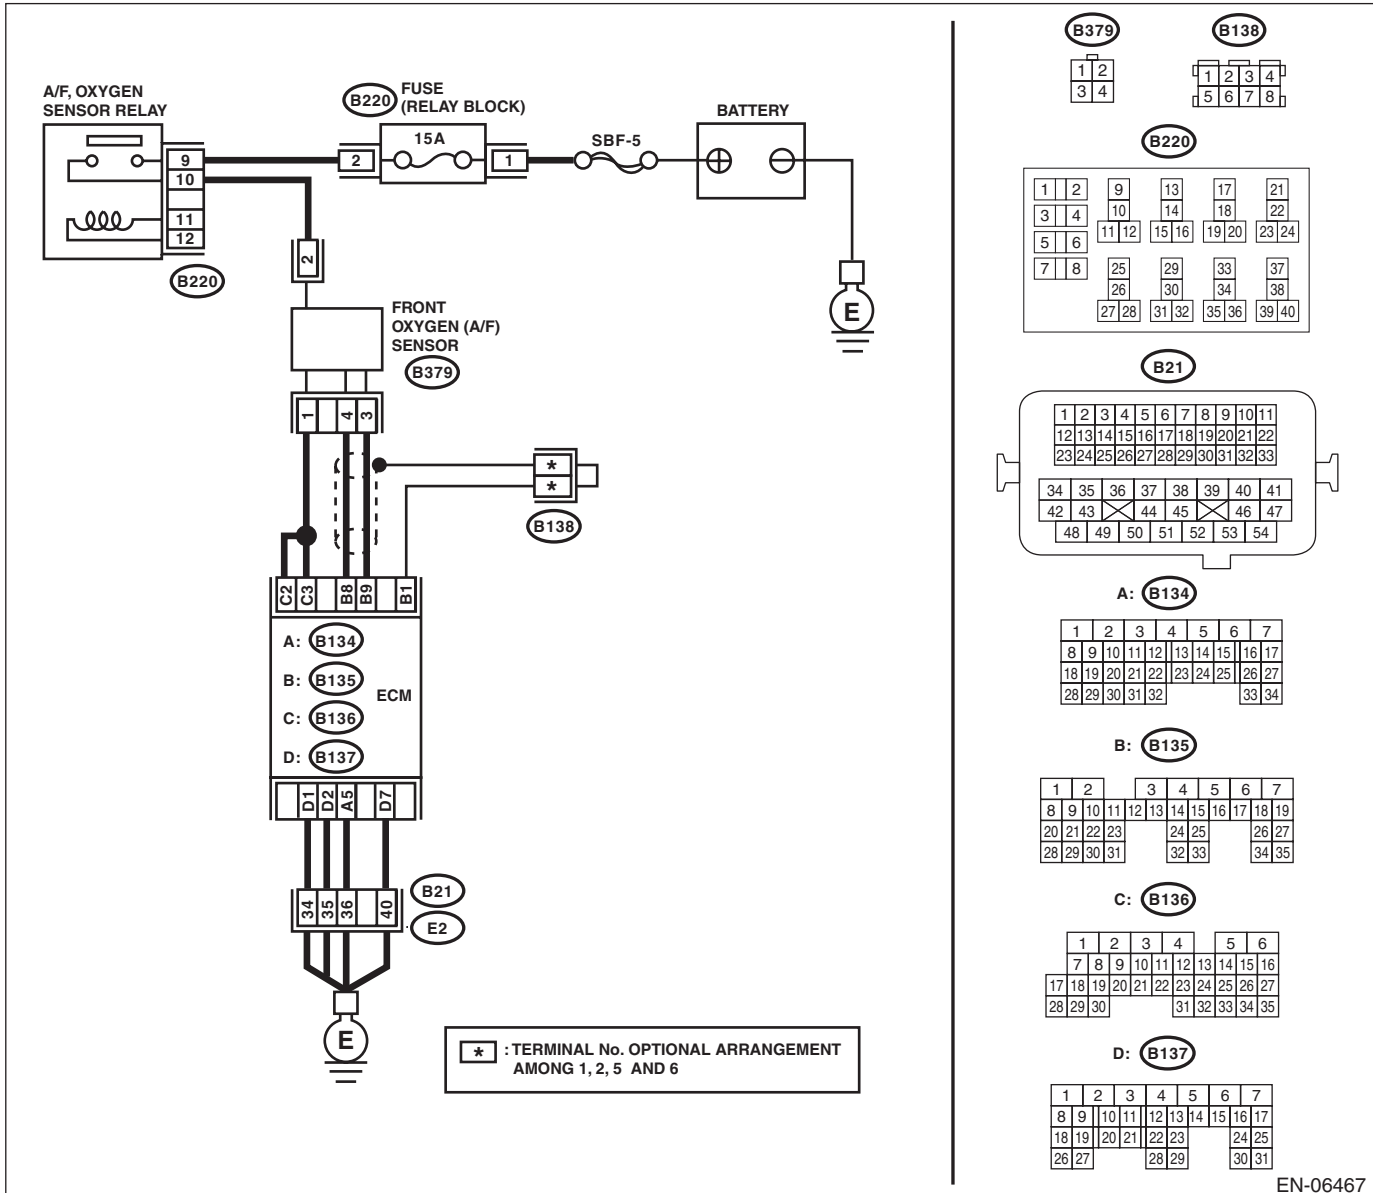 A/F, OXYGEN
SENSOR RELAY
B220
FUSE
(RELAY BLOCK)
15A
SBF-5
BATTERY
9
10
11
12
2
1
B220
2
E
FRONT
OXYGEN (A/F)
SENSOR
B379
1
4
3
*
*
B138
C2
C3
B8
B9
B1
A: B134
B: B135
C: B136
D: B137
ECM
D1
D2
A5
D7
34
35
36
40
B21
E2
E
* : TERMINAL No. OPTIONAL ARRANGEMENT
AMONG 1, 2, 5 AND 6
B379
1 2
3 4
B138
1 2 3 4
5 6 7 8
B220
1 2 9 13 17 21
3 4 10 14 18 22
11 12 15 16 19 20 23 24
5 6
7 8 25 29 33 37
26 30 34 38
27 28 31 32 35 36 39 40
B21
1 2 3 4 5 6 7 8 9 10 11
12 13 14 15 16 17 18 19 20 21 22
23 24 25 26 27 28 29 30 31 32 33
34 35 36 37 38 39 40 41
42 43 44 45 46 47
48 49 50 51 52 53 54
A: B134
1 2 3 4 5 6 7
8 9 10 11 12 13 14 15 16 17
18 19 20 21 22 23 24 25 26 27
28 29 30 31 32 33 34
B: B135
1 2 3 4 5 6 7
8 9 10 11 12 13 14 15 16 17 18 19
20 21 22 23 24 25 26 27
28 29 30 31 32 33 34 35
C: B136
1 2 3 4 5 6
7 8 9 10 11 12 13 14 15 16
17 18 19 20 21 22 23 24 25 26 27
28 29 30 31 32 33 34 35
D: B137
1 2 3 4 5 6 7
8 9 10 11 12 13 14 15 16 17
18 19 20 21 22 23 24 25
26 27 28 29 30 31
EN-06467